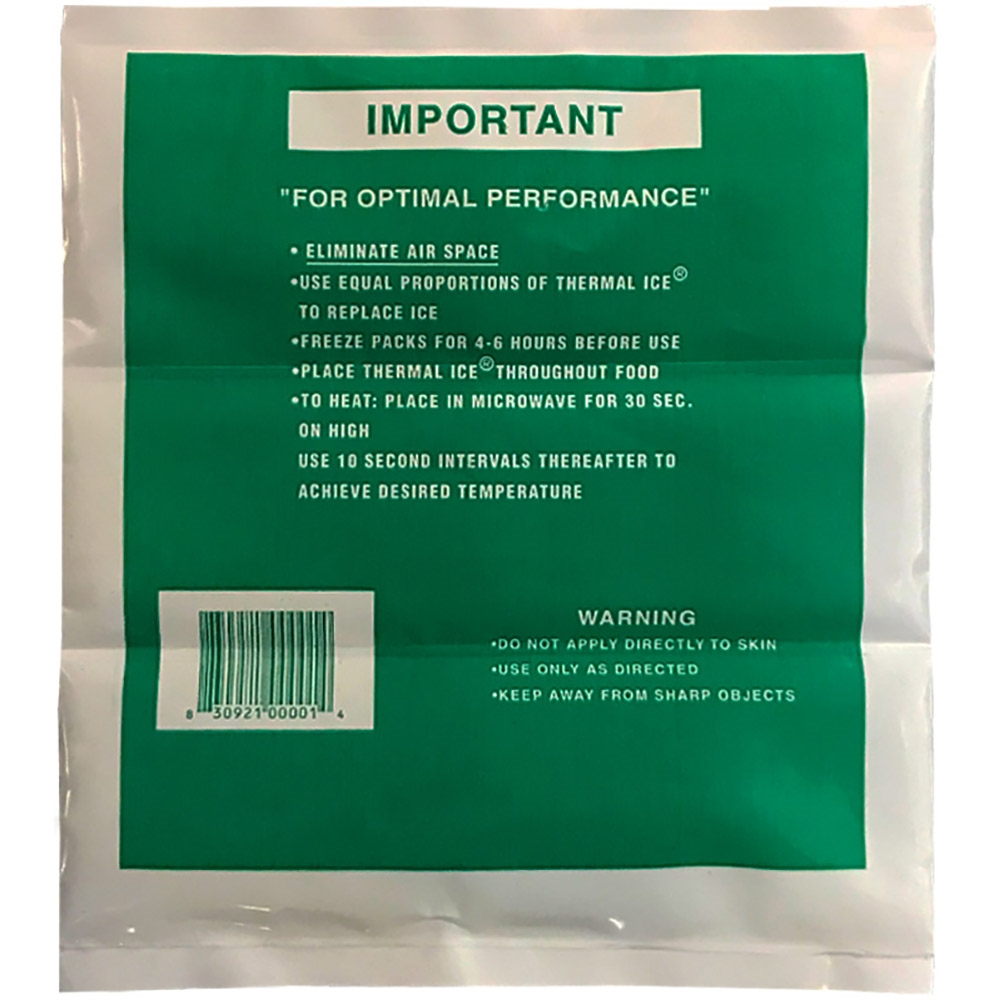 IMPORTANT
"FOR OPTIMAL PERFORMANCE"
• ELIMINATE AIR SPACE
•USE EQUAL PROPORTIONS OF THERMAL ICE®
TO REPLACE ICE
•FREEZE PACKS FOR 4-6 HOURS BEFORE USE
•PLACE THERMAL ICE® THROUGHOUT FOOD
•TO HEAT: PLACE IN MICROWAVE FOR 30 SEC.
ON HIGH
USE 10 SECOND INTERVALS THEREAFTER TO
ACHIEVE DESIRED TEMPERATURE
WARNING
•DO NOT APPLY DIRECTLY TO SKIN
•USE ONLY AS DIRECTED
•KEEP AWAY FROM SHARP OBJECTS
8 30921 00001 4